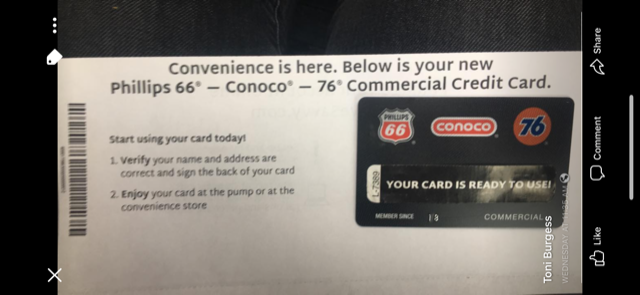 Convenience is here. Below is your new
Phillips 66® — Conoco® — 76® Commercial Credit Card.
Start using your card today!
1. Verify your name and address are
correct and sign the back of your card
2. Enjoy your card at the pump or at the
convenience store
PHILLIPS
66
conoco
76
L-7389
YOUR CARD IS READY TO USE!
MEMBER SINCE
COMMERCIAL
Toni Burgess
WEDNESDAY AT
Like
Comment
Share